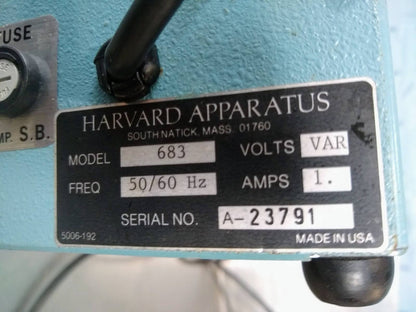 FUSE
MP. S.B.
HARVARD APPARATUS
SOUTH NATICK, MASS. 01760
MODEL 683 VOLTS VAR
FREQ 50/60 Hz AMPS 1.
SERIAL NO. A-23791
5006-192 MADE IN USA